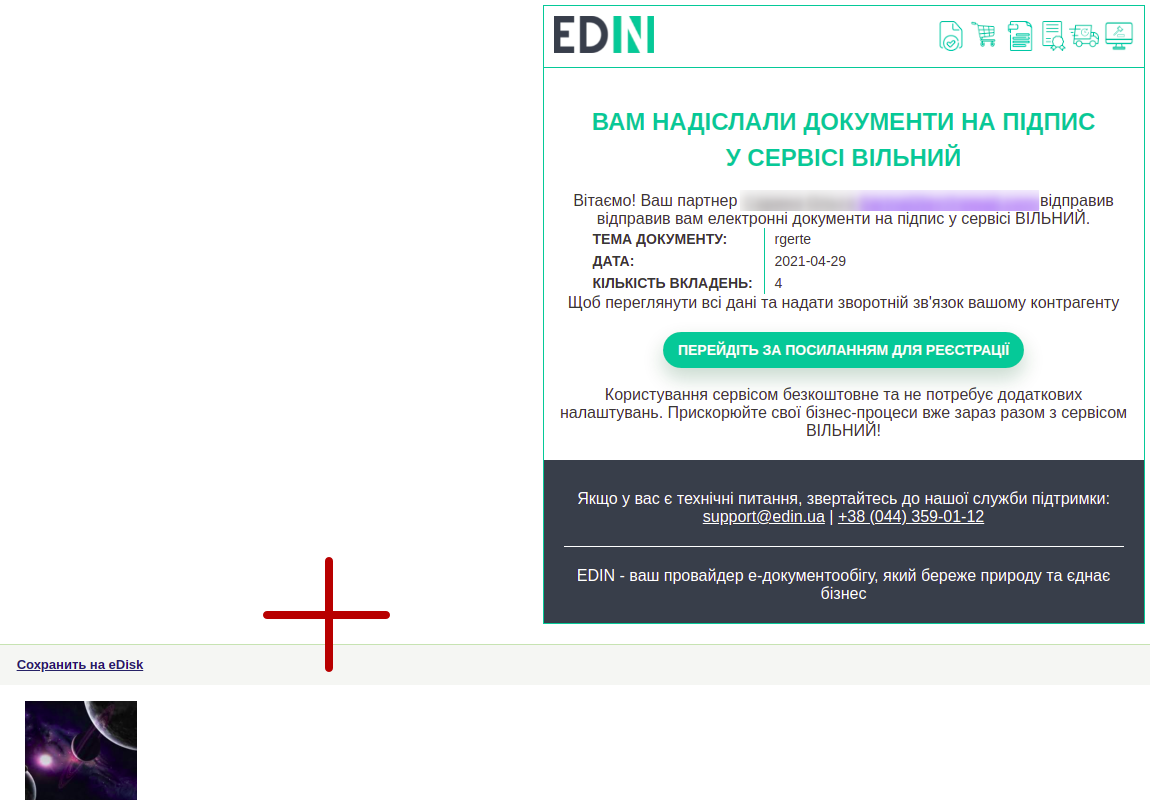 EDIN
ВАМ НАДІСЛАЛИ ДОКУМЕНТИ НА ПІДПИС
У СЕРВІСІ ВІЛЬНИЙ
Вітаємо! Ваш партнер відправив
відправив вам електронні документи на підпис у сервісі ВІЛЬНИЙ.
ТЕМА ДОКУМЕНТУ: rgerte
ДАТА: 2021-04-29
КІЛЬКІСТЬ ВКЛАДЕНЬ: 4
Щоб переглянути всі дані та надати зворотній зв'язок вашому контрагенту
ПЕРЕЙДІТЬ ЗА ПОСИЛАННЯМ ДЛЯ РЕЄСТРАЦІЇ
Користування сервісом безкоштовне та не потребує додаткових
налаштувань. Прискорюйте свої бізнес-процеси вже зараз разом з сервісом
ВІЛЬНИЙ!
Якщо у вас є технічні питання, звертайтесь до нашої служби підтримки:
support@edin.ua | +38 (044) 359-01-12
EDIN - ваш провайдер е-документообігу, який береже природу та єднає
бізнес
Сохранить на eDisk